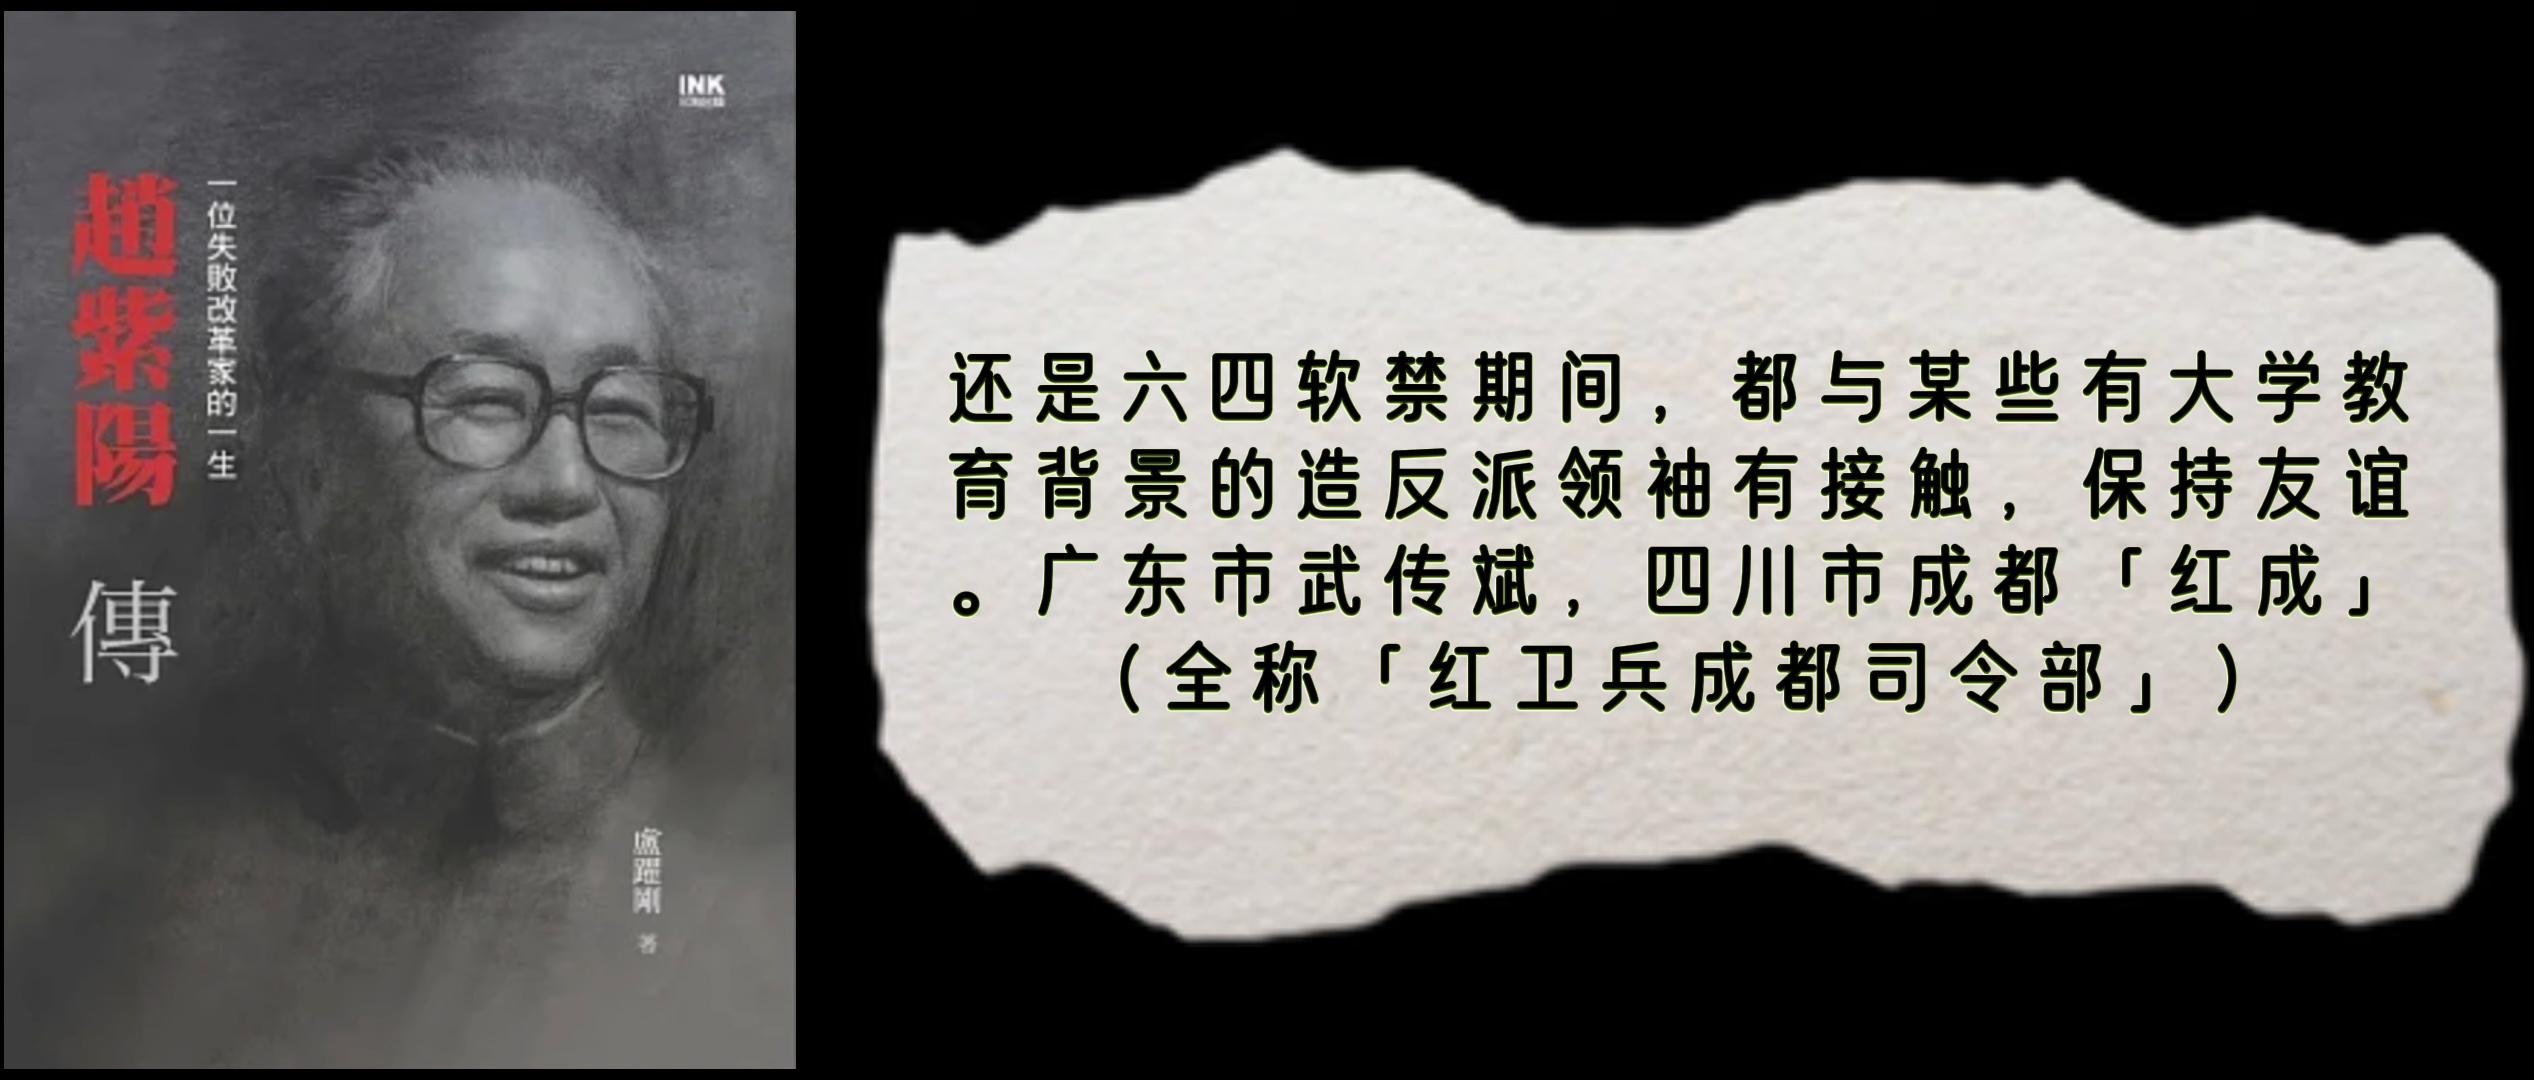 INK
趙紫陽傳
一位失敗改革家的一生
盧躍剛 著
还是六四软禁期间，都与某些有大学教
育背景的造反派领袖有接触，保持友谊
。广东市武传斌，四川市成都「红成」
（全称「红卫兵成都司令部」）